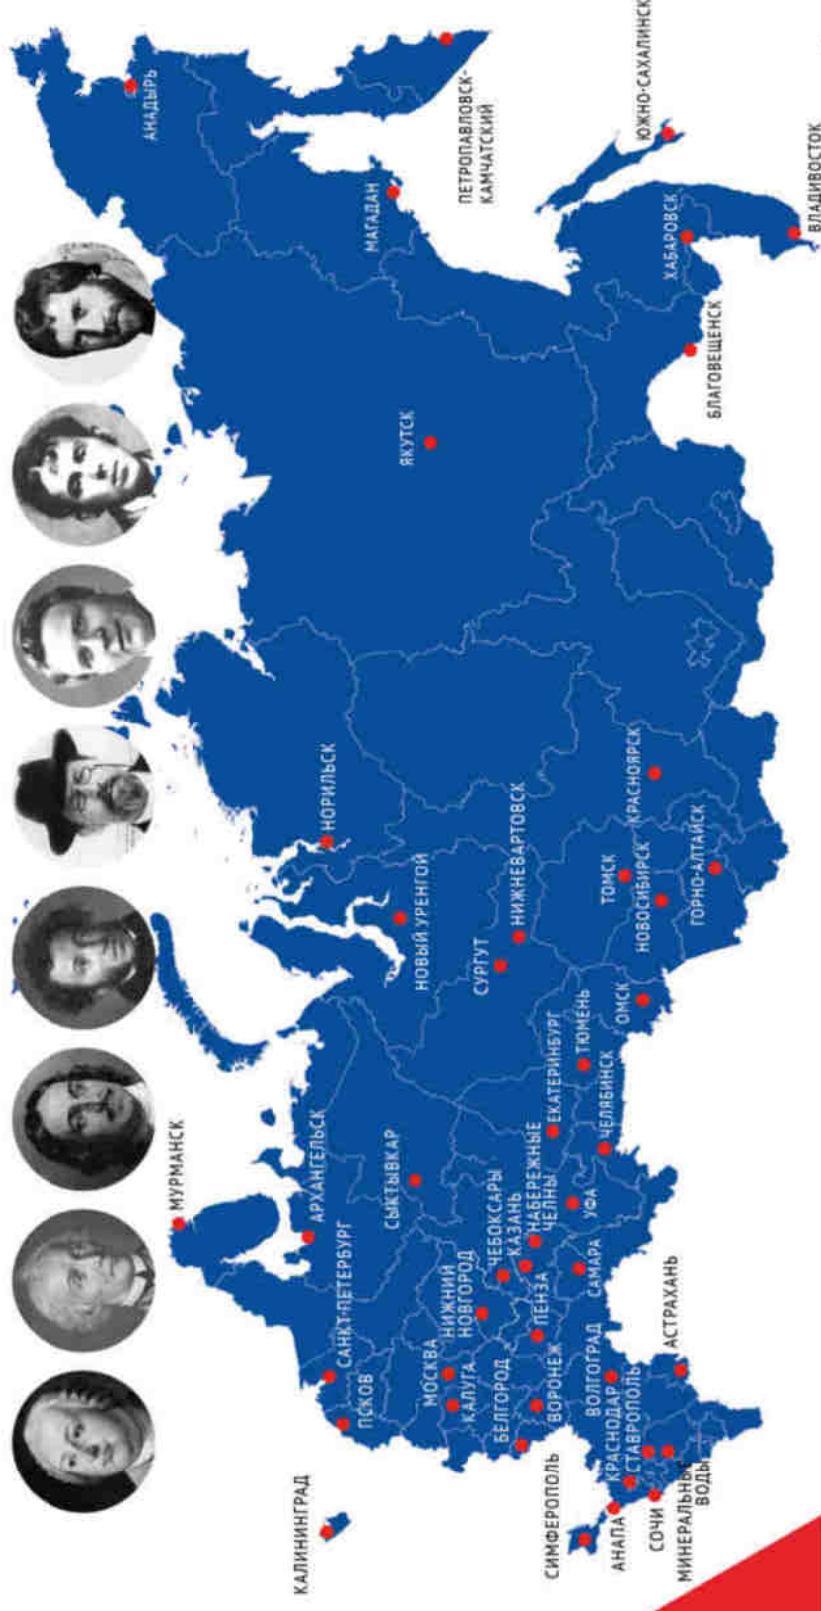 МУРМАНСК
АНАДЫРЬ
КАЛИНИНГРАД
САНКТ-ПЕТЕРБУРГ
ПСКОВ
АРХАНГЕЛЬСК
НОРИЛЬСК
МАГАДАН
ПЕТРОПАВЛОВСК-
КАМЧАТСКИЙ
СЫКТЫВКАР
НОВЫЙ УРЕНГОЙ
ЯКУТСК
МОСКВА
КАЛУГА
НИЖНИЙ
НОВГОРОД
ЧЕБОКСАРЫ
КАЗАНЬ
НАБЕРЕЖНЫЕ
ЧЕЛНЫ
СУРГУТ
НИЖНЕВАРТОВСК
БЕЛГОРОД
ВОРОНЕЖ
ПЕНЗА
ЕКАТЕРИНБУРГ
ТЮМЕНЬ
СИМФЕРОПОЛЬ
САМАРА
УФА
ЧЕЛЯБИНСК
ОМСК
ТОМСК
НОВОСИБИРСК
КРАСНОЯРСК
ГОРНО-АЛТАЙСК
ВОЛГОГРАД
КРАСНОДАР
СТАВРОПОЛЬ
АСТРАХАНЬ
АНАПА
СОЧИ
МИНЕРАЛЬНЫЕ
ВОДЫ
БЛАГОВЕЩЕНСК
ХАБАРОВСК
ЮЖНО-САХАЛИНСК
ВЛАДИВОСТОК